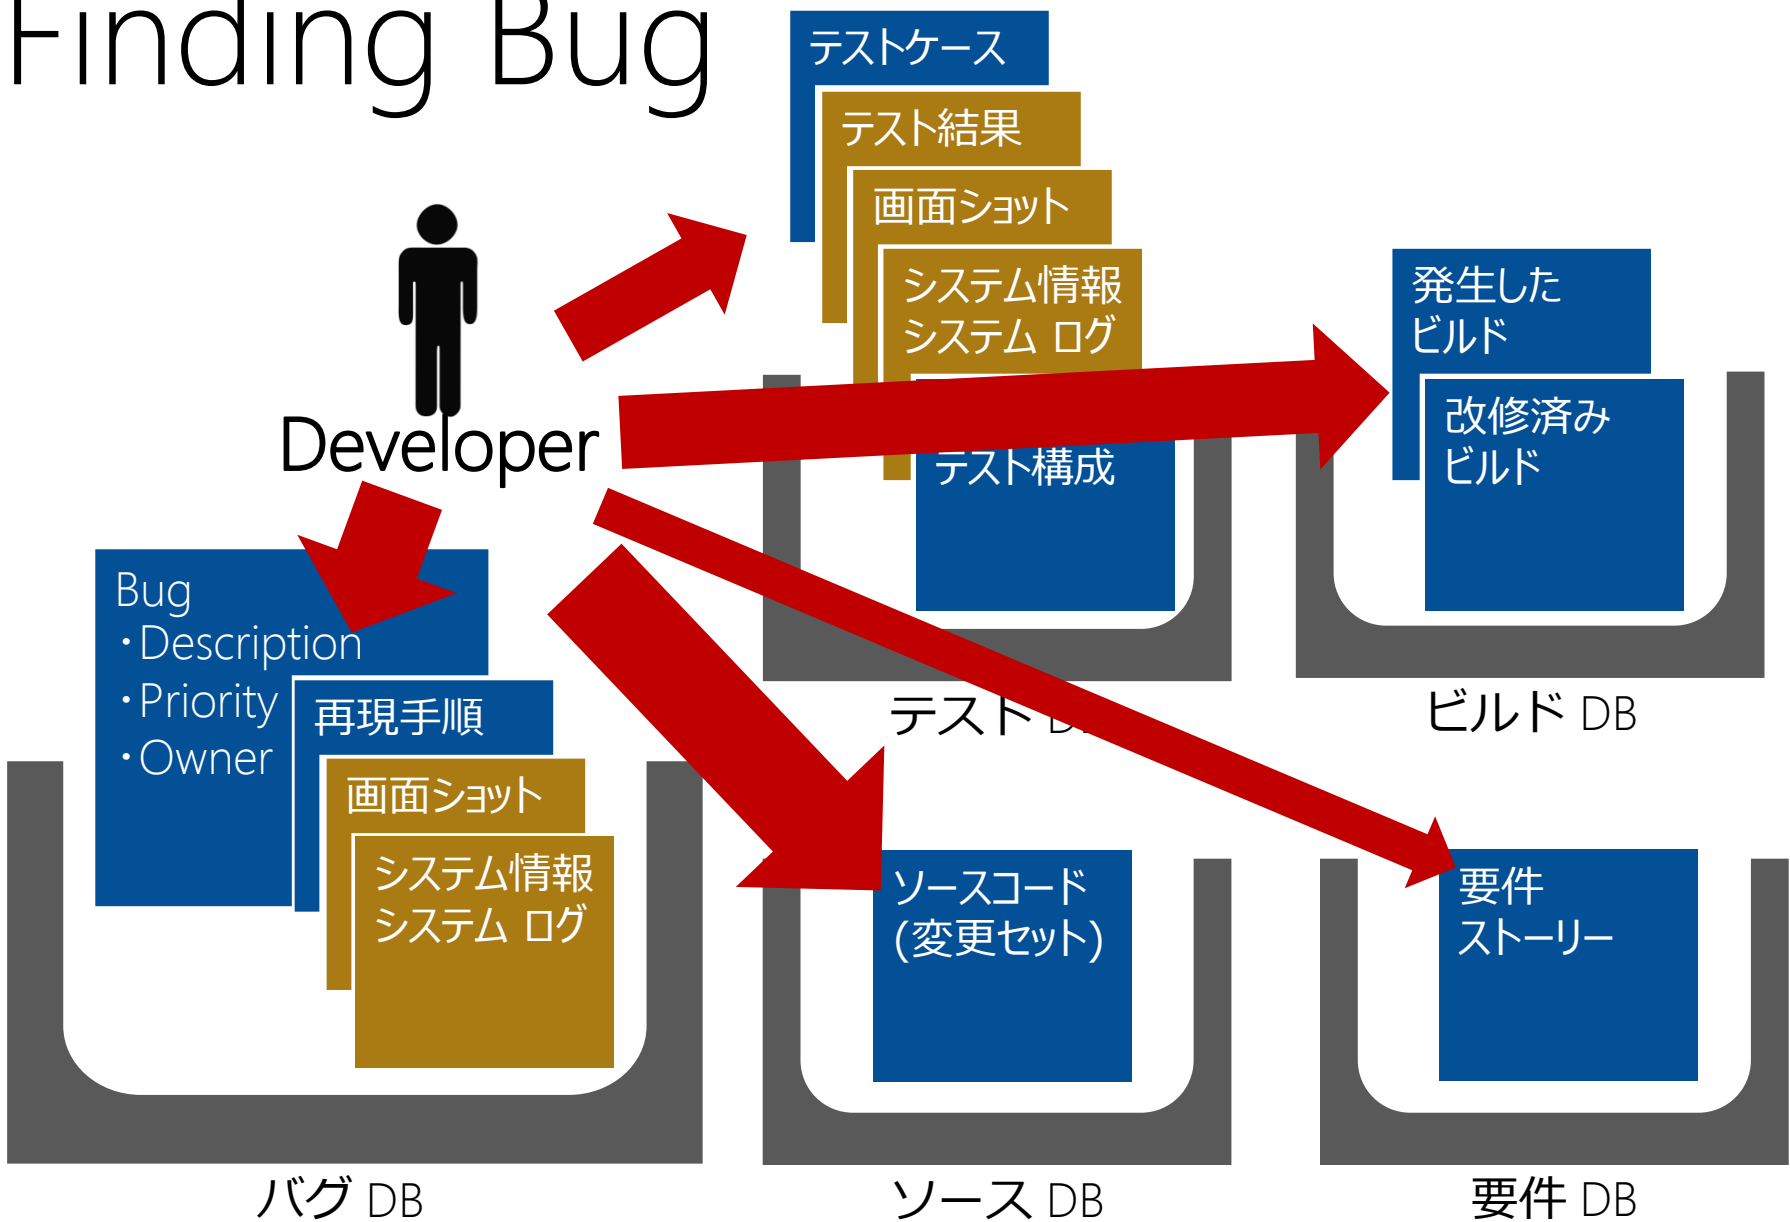 Finding Bug
テストケース
テスト結果
画面ショット
システム情報
システム ログ
テスト構成
テスト DB
発生した
ビルド
改修済み
ビルド
ビルド DB
Developer
Bug
・Description
・Priority
・Owner
再現手順
画面ショット
システム情報
システム ログ
バグ DB
ソースコード
(変更セット)
ソース DB
要件
ストーリー
要件 DB